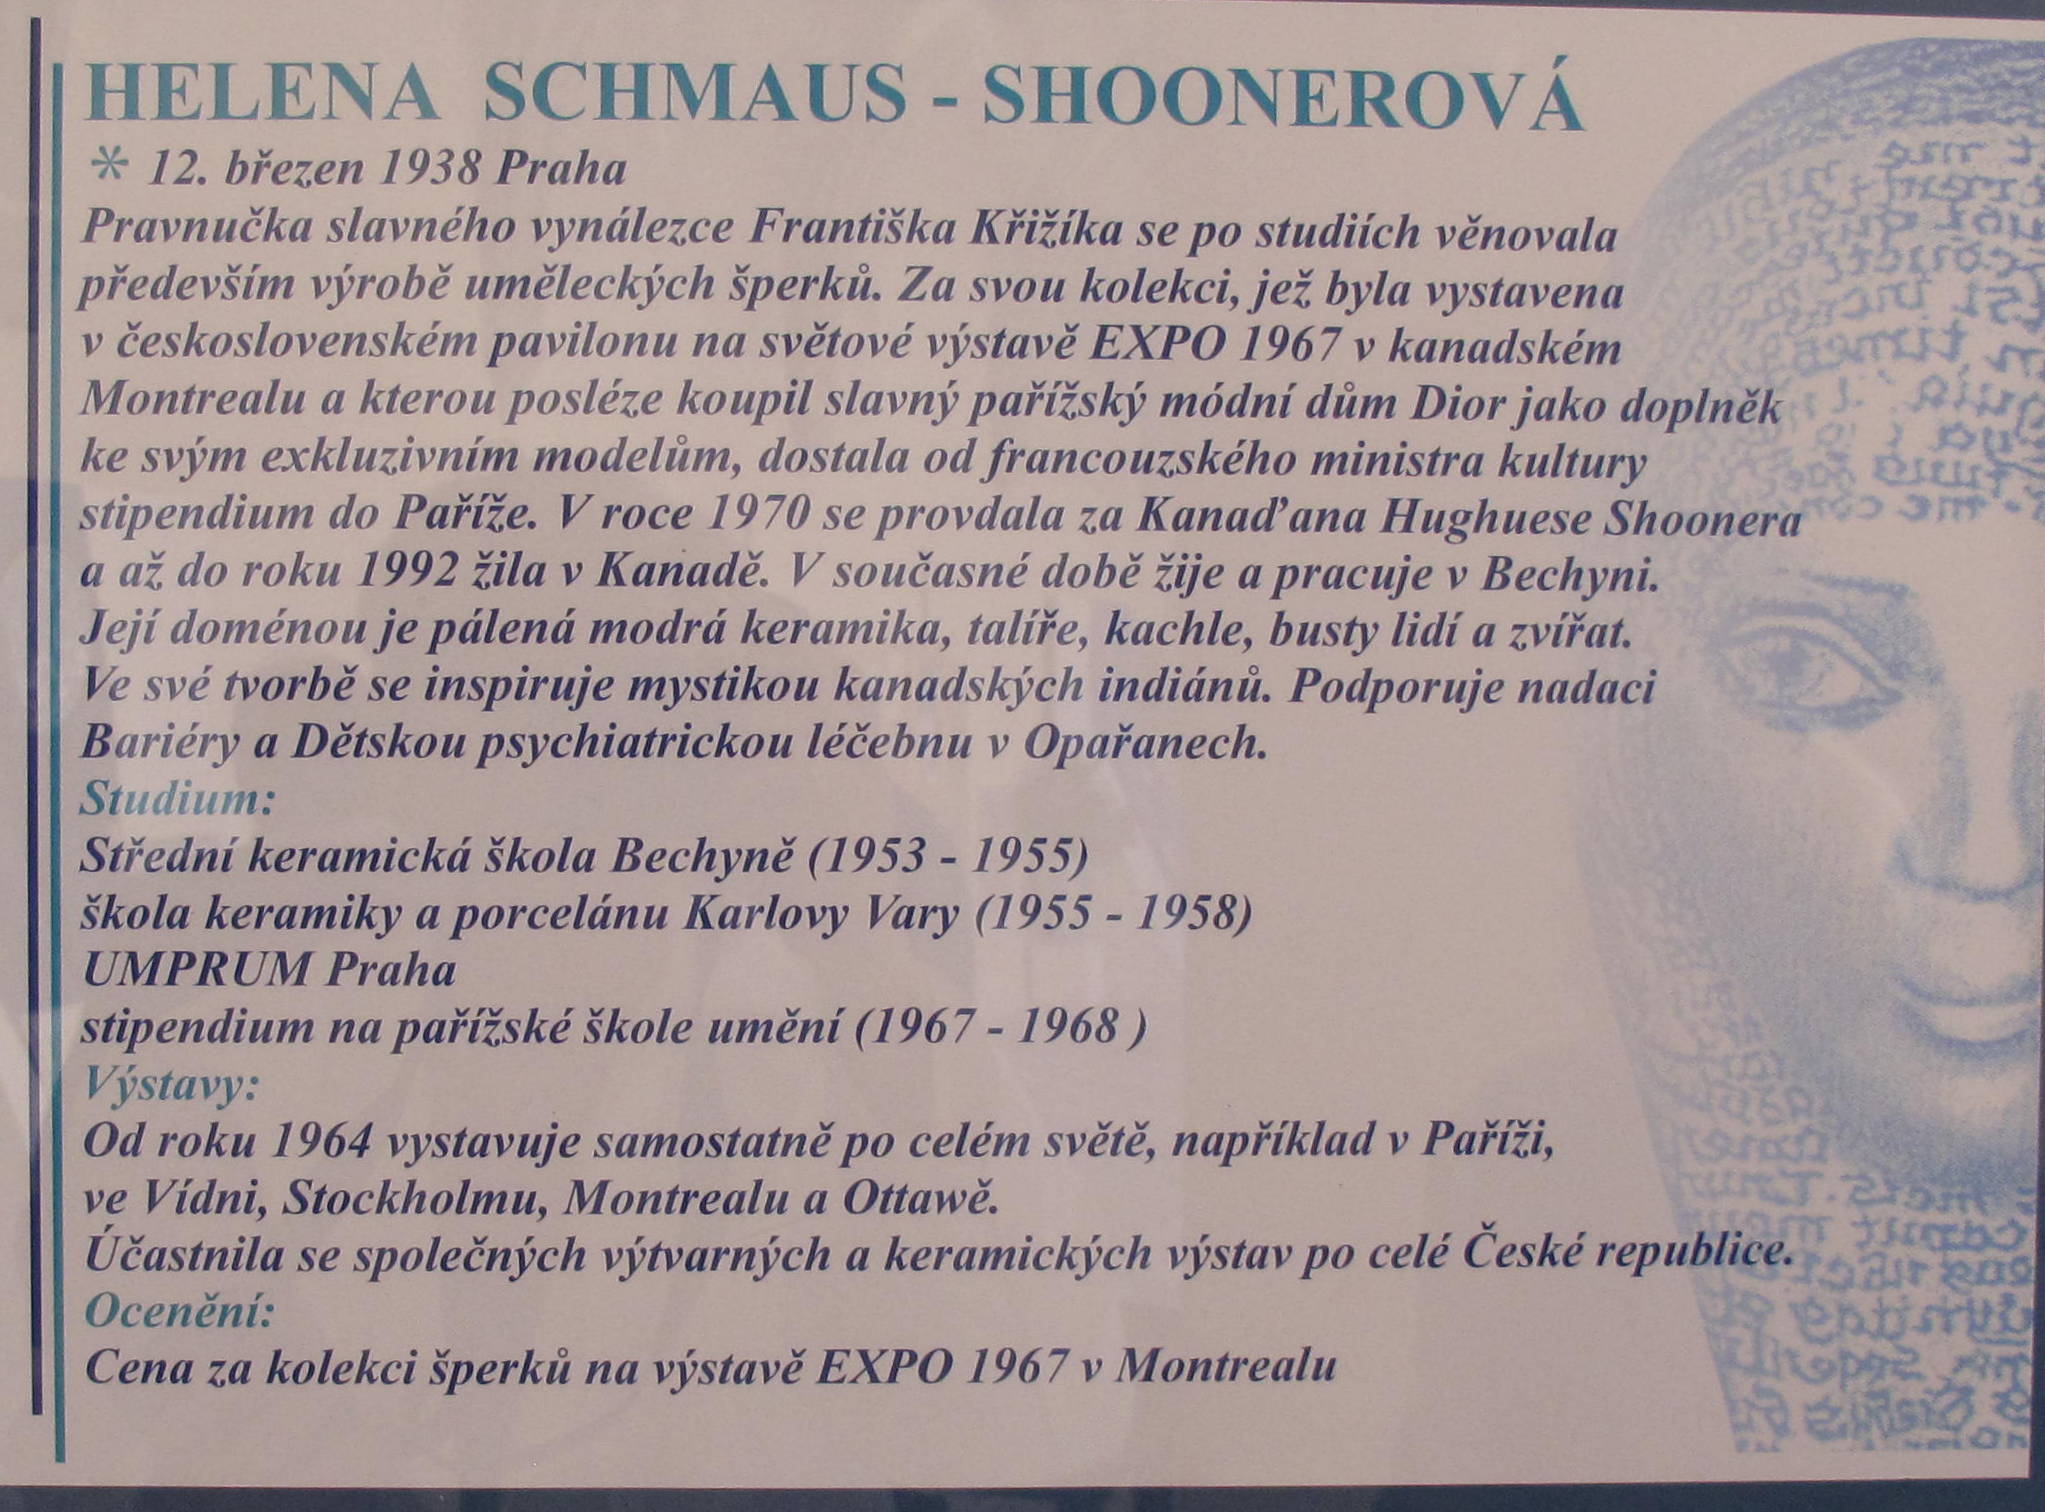 HELENA SCHMAUS - SHOONEROVÁ
* 12. březen 1938 Praha
Pravnučka slavného vynálezce Františka Křižíka se po studiích věnovala
především výrobě uměleckých šperků. Za svou kolekci, jež byla vystavena
v československém pavilonu na světové výstavě EXPO 1967 v kanadském
Montrealu a kterou posléze koupil slavný pařížský módní dům Dior jako doplněk
ke svým exkluzivním modelům, dostala od francouzského ministra kultury
stipendium do Paříže. V roce 1970 se provdala za Kanaďana Hughuese Shoonera
a až do roku 1992 žila v Kanadě. V současné době žije a pracuje v Bechyni.
Její doménou je pálená modrá keramika, talíře, kachle, busty lidí a zvířat.
Ve své tvorbě se inspiruje mystikou kanadských indiánů. Podporuje nadaci
Bariéry a Dětskou psychiatrickou léčebnu v Opařanech.
Studium:
Střední keramická škola Bechyně (1953 - 1955)
škola keramiky a porcelánu Karlovy Vary (1955 - 1958)
UMPRUM Praha
stipendium na pařížské škole umění (1967 - 1968 )
Výstavy:
Od roku 1964 vystavuje samostatně po celém světě, například v Paříži,
ve Vídni, Stockholmu, Montrealu a Ottawě.
Účastnila se společných výtvarných a keramických výstav po celé České republice.
Ocenění:
Cena za kolekci šperků na výstavě EXPO 1967 v Montrealu